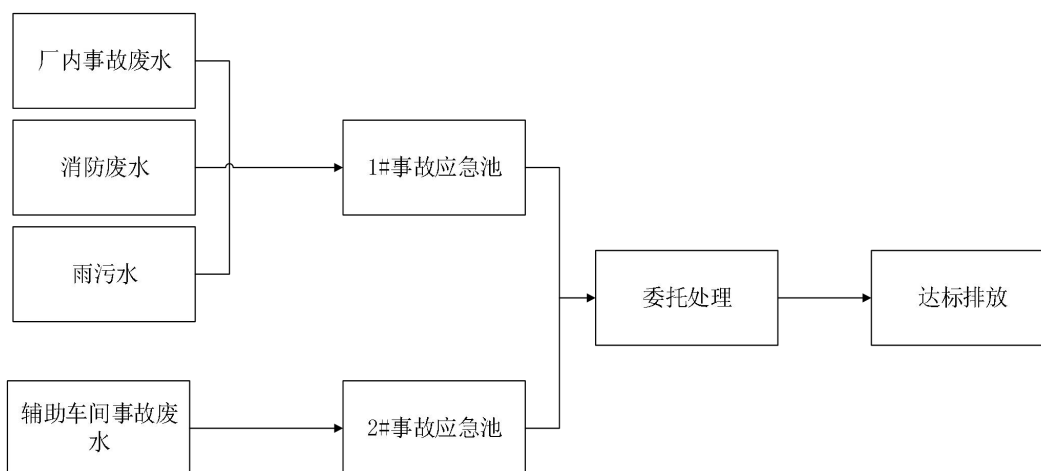 厂内事故废水
消防废水
1#事故应急池
雨污水
委托处理
达标排放
辅助车间事故废
水
2#事故应急池